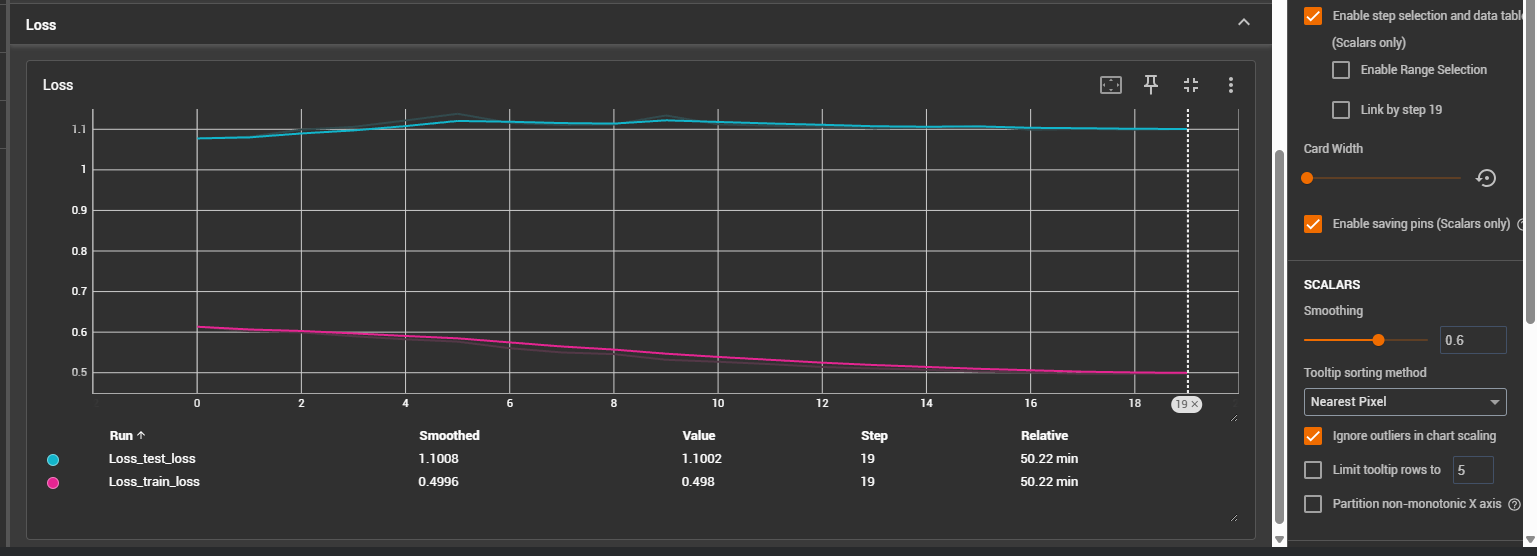 Loss
Loss
1.1
1
0.9
0.8
0.7
0.6
0.5
0 2 4 6 8 10 12 14 16 18 19
Run Smoothed Value Step Relative
Loss_test_loss 1.1008 1.1002 19 50.22 min
Loss_train_loss 0.4996 0.498 19 50.22 min
Enable step selection and data table
(Scalars only)
Enable Range Selection
Link by step 19
Card Width
Enable saving pins (Scalars only)
SCALARS
Smoothing
0.6
Tooltip sorting method
Nearest Pixel
Ignore outliers in chart scaling
Limit tooltip rows to 5
Partition non-monotonic X axis